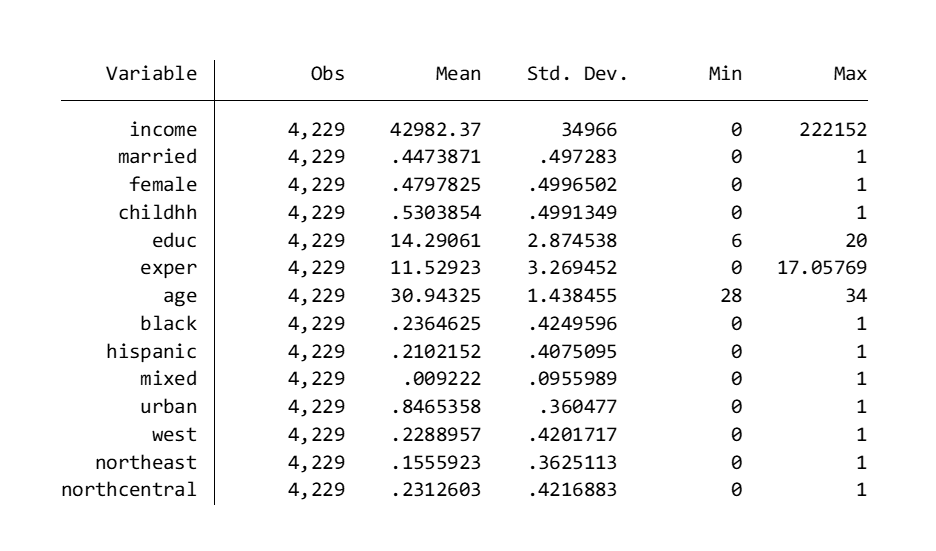 Variable Obs Mean Std. Dev. Min Max
income 4,229 42982.37 34966 0 222152
married 4,229 .4473871 .497283 0 1
female 4,229 .4797825 .4996502 0 1
childhh 4,229 .5303854 .4991349 0 1
educ 4,229 14.29061 2.874538 6 20
exper 4,229 11.52923 3.269452 0 17.05769
age 4,229 30.94325 1.438455 28 34
black 4,229 .2364625 .4249596 0 1
hispanic 4,229 .2102152 .4075095 0 1
mixed 4,229 .009222 .0955989 0 1
urban 4,229 .8465358 .360477 0 1
west 4,229 .2288957 .4201717 0 1
northeast 4,229 .1555923 .3625113 0 1
northcentral 4,229 .2312603 .4216883 0 1